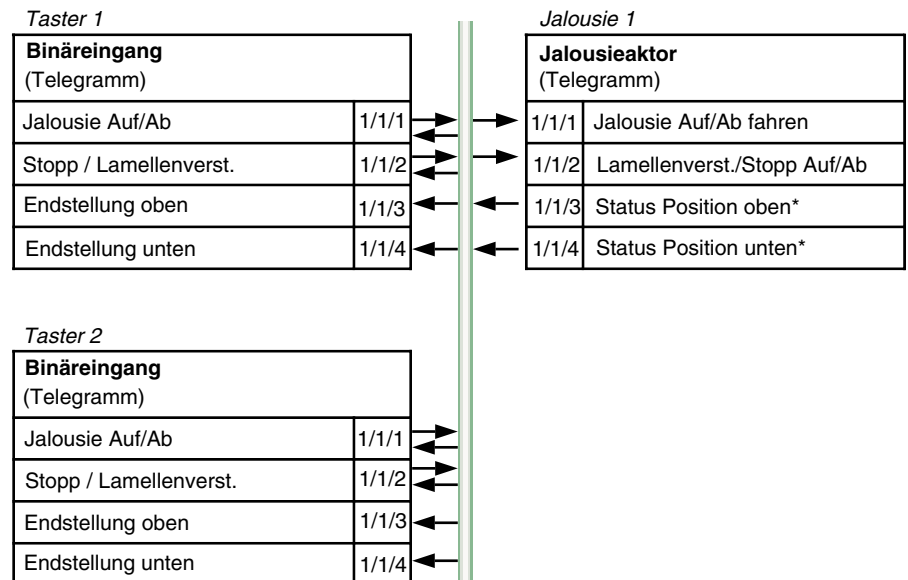 Taster 1
Binäreingang
(Telegramm)
Jalousie Auf/Ab 1/1/1
Stopp / Lamellenverst. 1/1/2
Endstellung oben 1/1/3
Endstellung unten 1/1/4
Jalousie 1
Jalousieaktor
(Telegramm)
1/1/1 Jalousie Auf/Ab fahren
1/1/2 Lamellenverst./Stopp Auf/Ab
1/1/3 Status Position oben*
1/1/4 Status Position unten*
Taster 2
Binäreingang
(Telegramm)
Jalousie Auf/Ab 1/1/1
Stopp / Lamellenverst. 1/1/2
Endstellung oben 1/1/3
Endstellung unten 1/1/4